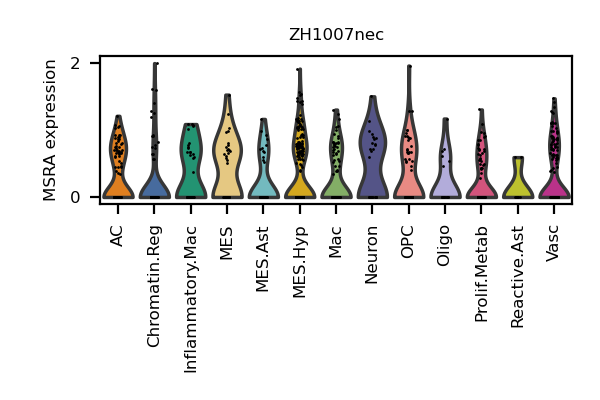 ZH1007nec
MSRA expression
2
0
AC
Chromatin.Reg
Inflammatory.Mac
MES
MES.Ast
MES.Hyp
Mac
Neuron
OPC
Oligo
Prolif.Metab
Reactive.Ast
Vasc